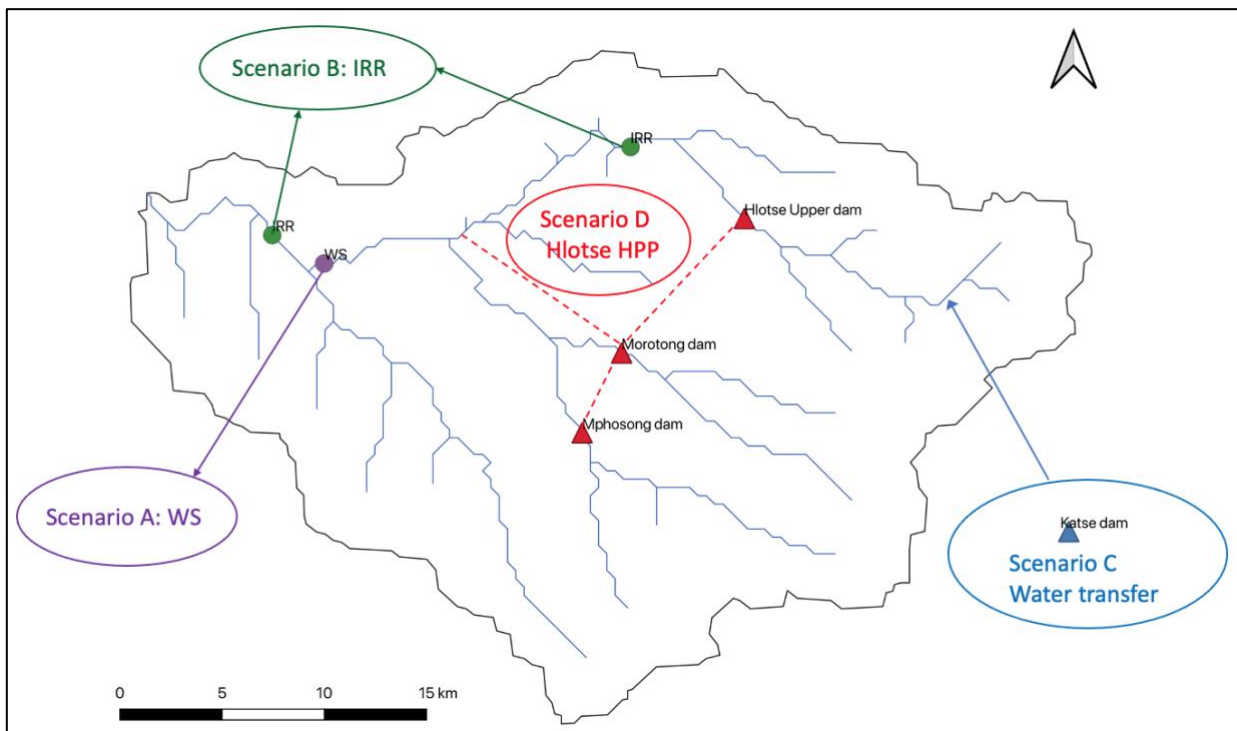 Scenario B: IRR
IRR
Hlotse Upper dam
Scenario D
Hlotse HPP
IRR
WS
Morotong dam
Mphosong dam
Scenario A: WS
Katse dam
Scenario C
Water transfer
0 5 10 15 km